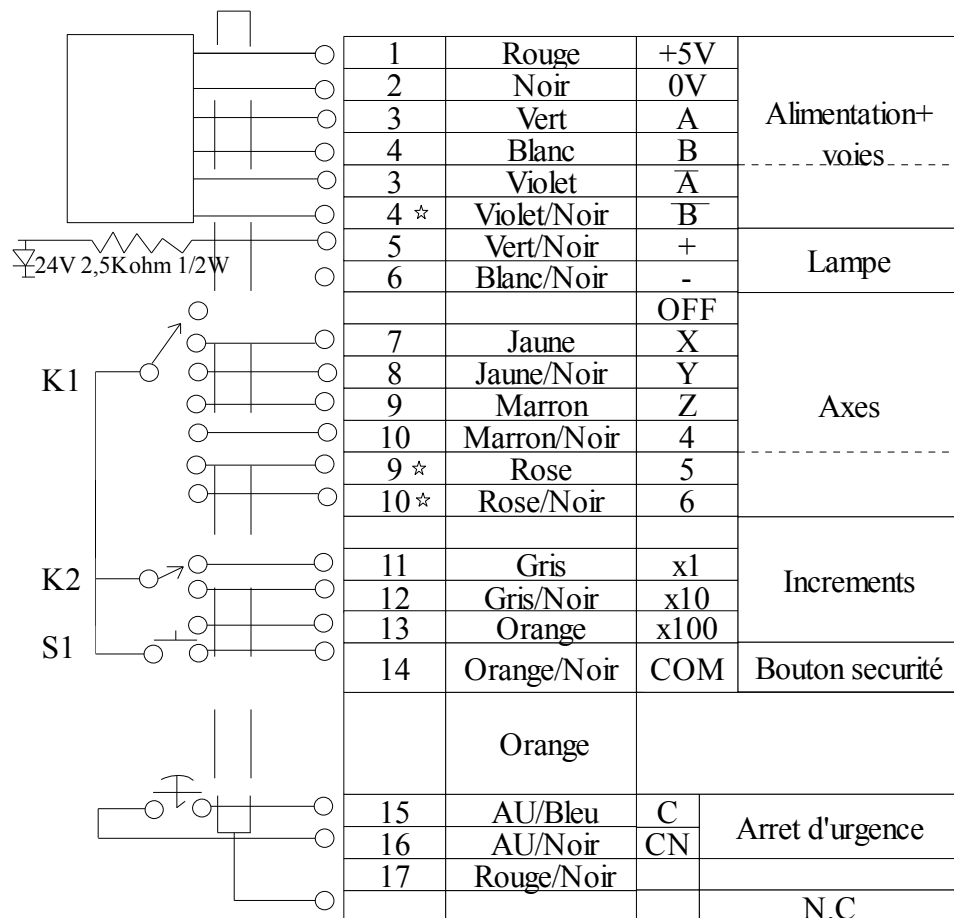 1 Rouge +5V
2 Noir 0V
3 Vert A Alimentation+
4 Blanc B voies
3 Violet A̅
4 ☆ Violet/Noir B̅
24V 2,5Kohm 1/2W
5 Vert/Noir +
6 Blanc/Noir -
Lampe
OFF
K1
7 Jaune X
8 Jaune/Noir Y
9 Marron Z Axes
10 Marron/Noir 4
9 ☆ Rose 5
10 ☆ Rose/Noir 6
K2
11 Gris x1
12 Gris/Noir x10
Increments
13 Orange x100
S1
14 Orange/Noir COM Bouton securité
Orange
15 AU/Bleu C
16 AU/Noir CN
Arret d'urgence
17 Rouge/Noir
N.C